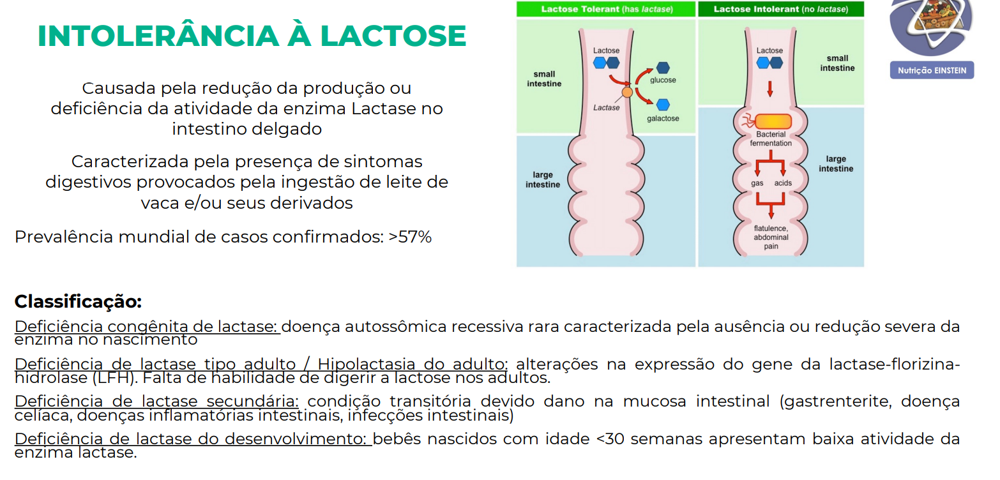 INTOLERÂNCIA À LACTOSE
Causada pela redução da produção ou
deficiência da atividade da enzima Lactase no
intestino delgado
Caracterizada pela presença de sintomas
digestivos provocados pela ingestão de leite de
vaca e/ou seus derivados
Prevalência mundial de casos confirmados: >57%
Lactose Tolerant (has lactase)
Lactose
small
intestine
glucose
Lactase
galactose
large
intestine
Lactose Intolerant (no lactase)
Lactose
small
intestine
Bacterial
fermentation
large
intestine
gas acids
flatulence,
abdominal
pain
Nutrição EINSTEIN
Classificação:
Deficiência congênita de lactase: doença autossômica recessiva rara caracterizada pela ausência ou redução severa da
enzima no nascimento
Deficiência de lactase tipo adulto / Hipolactasia do adulto: alterações na expressão do gene da lactase-florizina-
hidrolase (LFH). Falta de habilidade de digerir a lactose nos adultos.
Deficiência de lactase secundária: condição transitória devido dano na mucosa intestinal (gastrenterite, doença
celíaca, doenças inflamatórias intestinais, infecções intestinais)
Deficiência de lactase do desenvolvimento: bebês nascidos com idade <30 semanas apresentam baixa atividade da
enzima lactase.